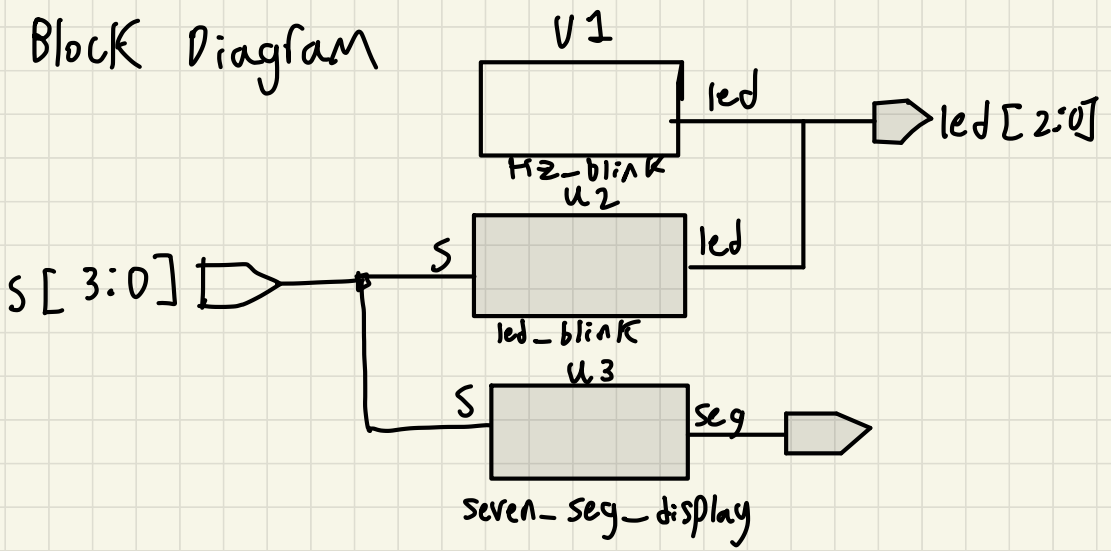 Block Diagram
U1
led
led[2:0]
Hz_blink
U2
s[3:0]
S
led
led_blink
U3
S
seg
seven_seg_display